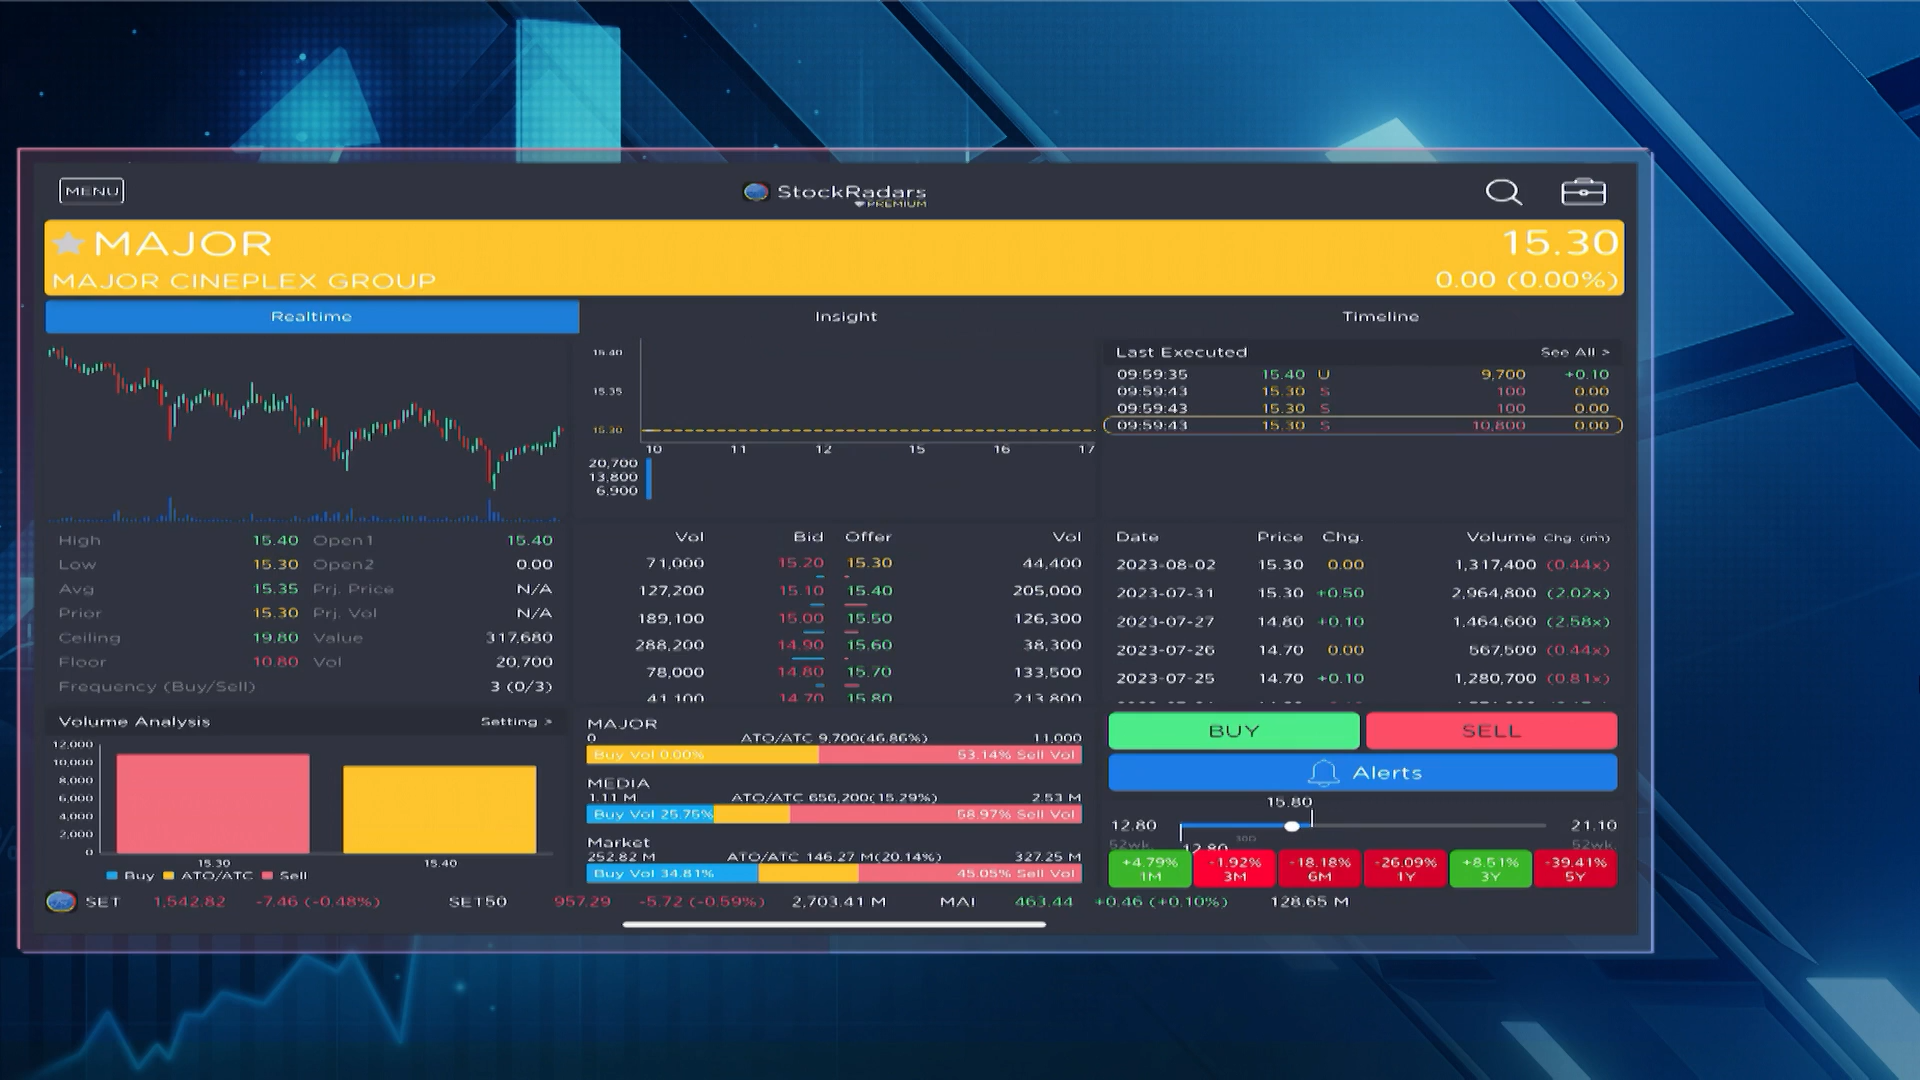 MENU
StockRadars
PREMIUM
MAJOR
15.30
MAJOR CINEPLEX GROUP
0.00 (0.00%)
Realtime
Insight
Timeline
15.40
15.35
15.30
10 11 12 15 16 17
20,700
13,800
6,900
Last Executed See All >
09:59:35 15.40 U 9,700 +0.10
09:59:43 15.30 S 100 0.00
09:59:43 15.30 S 100 0.00
09:59:43 15.30 S 10,800 0.00
High 15.40 Open1 15.40
Low 15.30 Open2 0.00
Avg 15.35 Prj. Price N/A
Prior 15.30 Prj. Vol N/A
Ceiling 19.80 Value 317,680
Floor 10.80 Vol 20,700
Frequency (Buy/Sell) 3 (0/3)
Vol Bid Offer Vol
71,000 15.20 15.30 44,400
127,200 15.10 15.40 205,000
189,100 15.00 15.50 126,300
288,200 14.90 15.60 38,300
78,000 14.80 15.70 133,500
41,100 14.70 15.80 213,800
Date Price Chg. Volume Chg. (เท่า)
2023-08-02 15.30 0.00 1,317,400 (0.44x)
2023-07-31 15.30 +0.50 2,964,800 (2.02x)
2023-07-27 14.80 +0.10 1,464,600 (2.58x)
2023-07-26 14.70 0.00 567,500 (0.44x)
2023-07-25 14.70 +0.10 1,280,700 (0.81x)
Volume Analysis Setting >
12,000
10,000
8,000
6,000
4,000
2,000
0
15.30 15.40
Buy ATO/ATC Sell
MAJOR
0 ATO/ATC 9,700(46.86%) 11,000
Buy Vol 0.00% 53.14% Sell Vol
MEDIA
1.11 M ATO/ATC 656,200(15.29%) 2.53 M
Buy Vol 25.75% 58.97% Sell Vol
Market
252.82 M ATO/ATC 146.27 M(20.14%) 327.25 M
Buy Vol 34.81% 45.05% Sell Vol
BUY
SELL
Alerts
15.80
12.80 21.10
52wk. 30D 52wk.
12.80
+4.79% -1.92% -18.18% -26.09% +8.51% -39.41%
1M 3M 6M 1Y 3Y 5Y
SET 1,542.82 -7.46 (-0.48%) SET50 957.29 -5.72 (-0.59%) 2,703.41 M MAI 463.44 +0.46 (+0.10%) 128.65 M